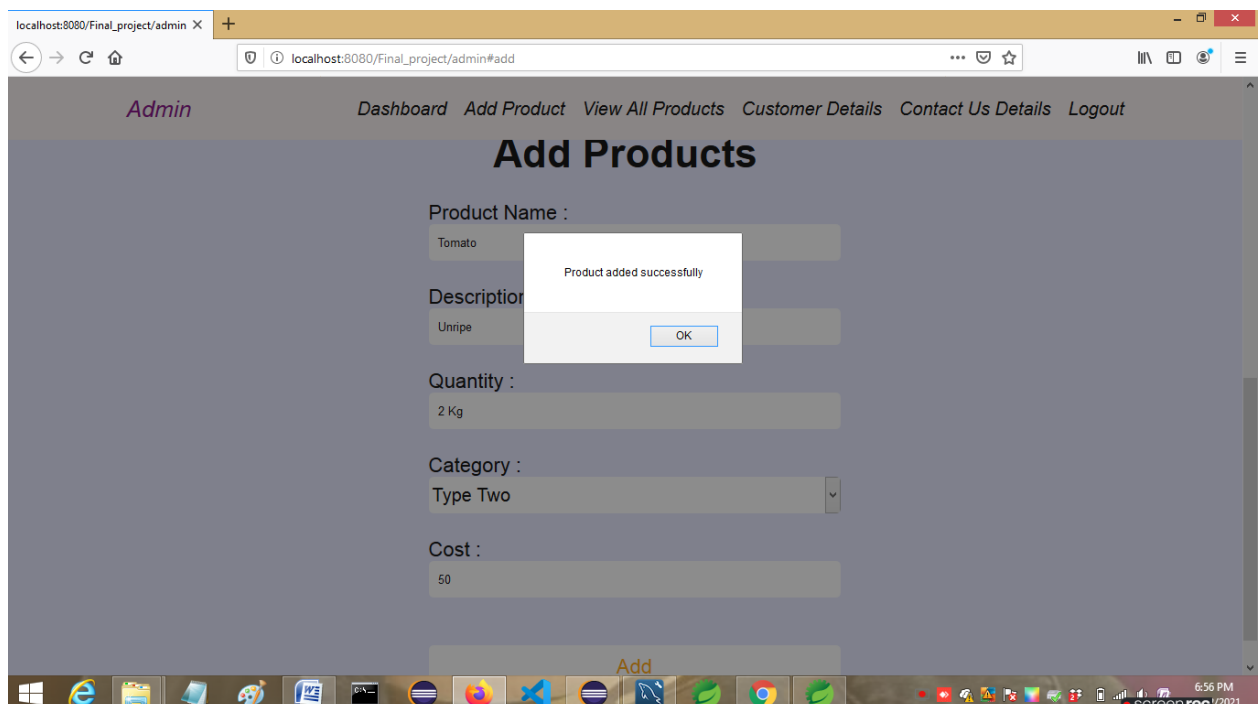 localhost:8080/Final_project/admin
localhost:8080/Final_project/admin#add
Admin
Dashboard Add Product View All Products Customer Details Contact Us Details Logout
Add Products
Product Name :
Tomato
Product added successfully
OK
Description
Unripe
Quantity :
2 Kg
Category :
Type Two
Cost :
50
Add
6:56 PM